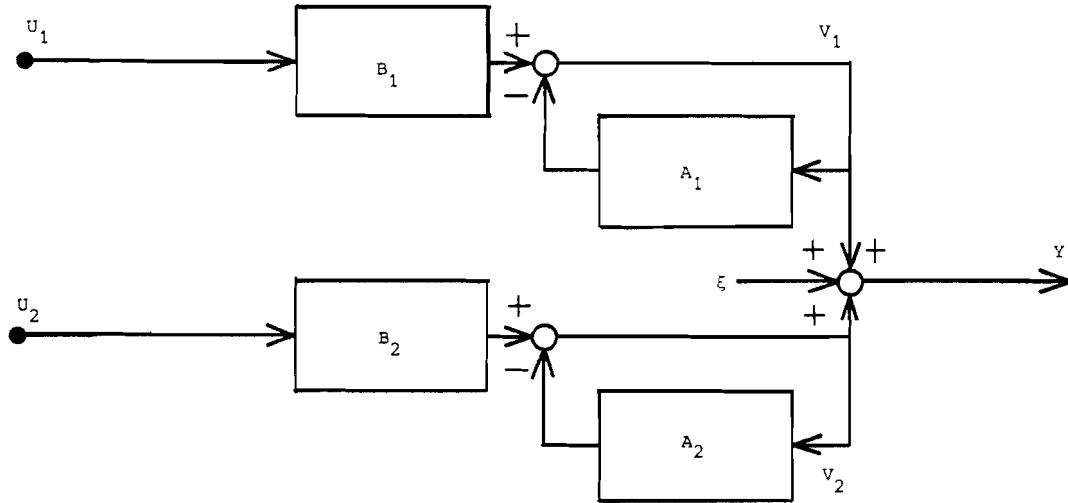 U₁
B₁
+
V₁
−
A₁
+ +
ξ
Y
U₂
B₂
+
+
−
A₂
V₂